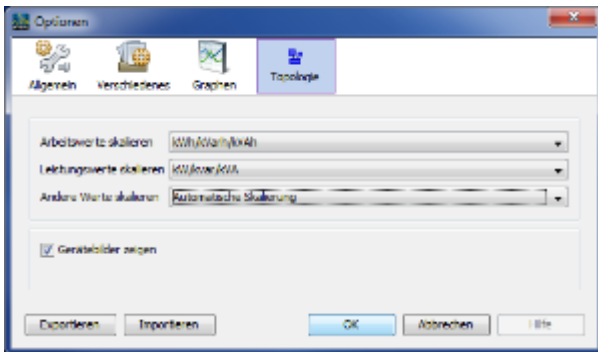 Optionen
Allgemein Verschiedenes Graphen Topologie
Arbeitswerte skalieren kWh/kVarh/kVAh
Leistungswerte skalieren kW/kvar/kVA
Andere Werte skalieren Automatische Skalierung
Gerätebilder zeigen
Exportieren Importieren OK Abbrechen Hilfe